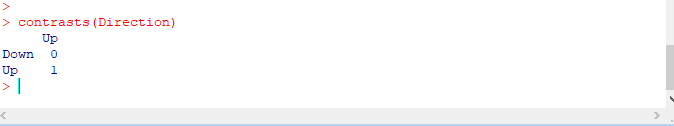 >
> contrasts(Direction)
     Up
Down  0
Up    1
>